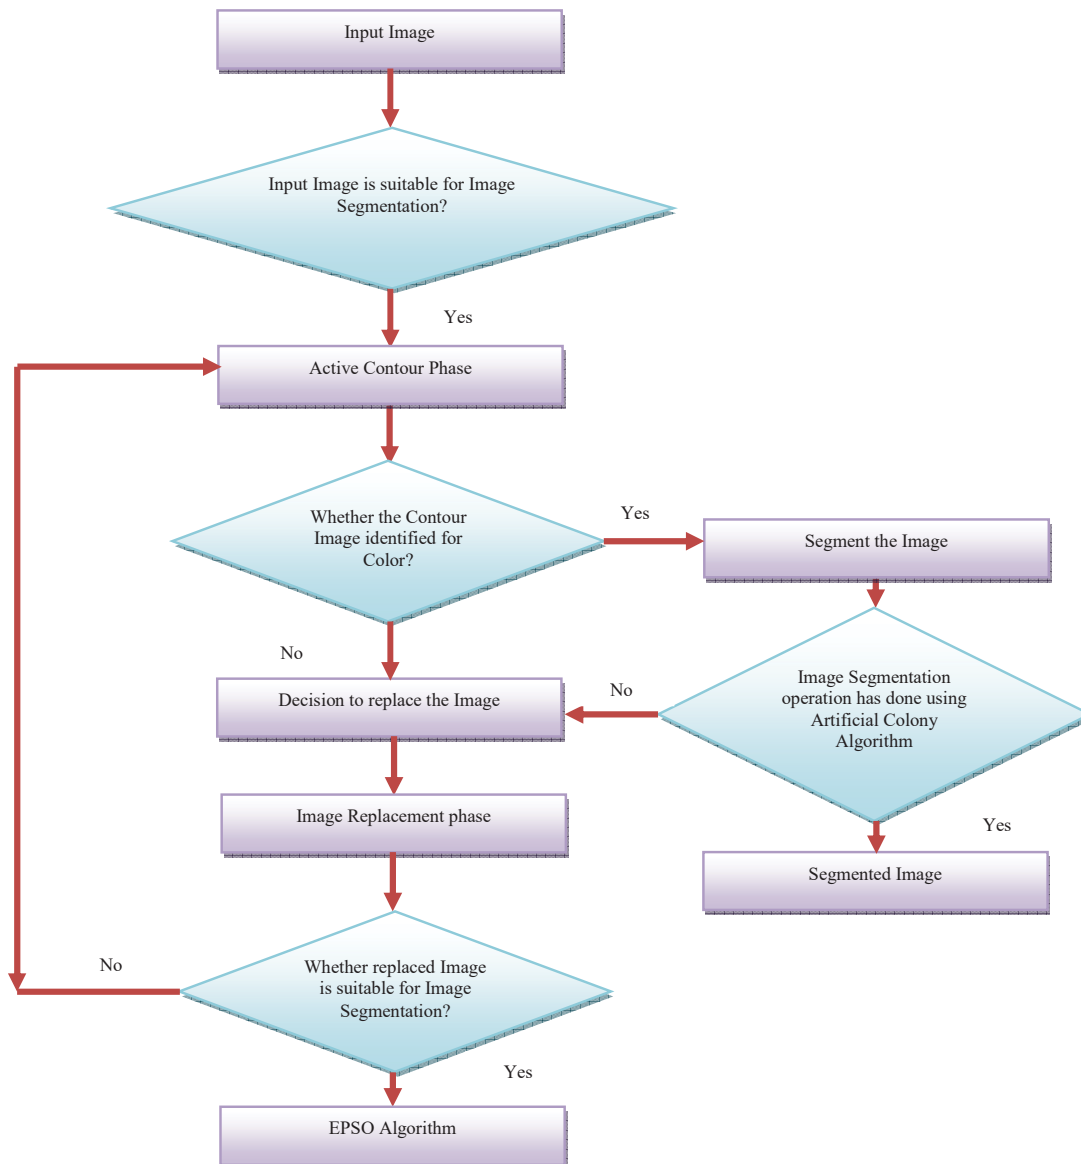 Input Image
Input Image is suitable for Image
Segmentation?
Yes
Active Contour Phase
Whether the Contour
Image identified for
Color?
Yes
Segment the Image
No
Decision to replace the Image
No
Image Segmentation
operation has done using
Artificial Colony
Algorithm
Image Replacement phase
Yes
Segmented Image
No
Whether replaced Image
is suitable for Image
Segmentation?
Yes
EPSO Algorithm